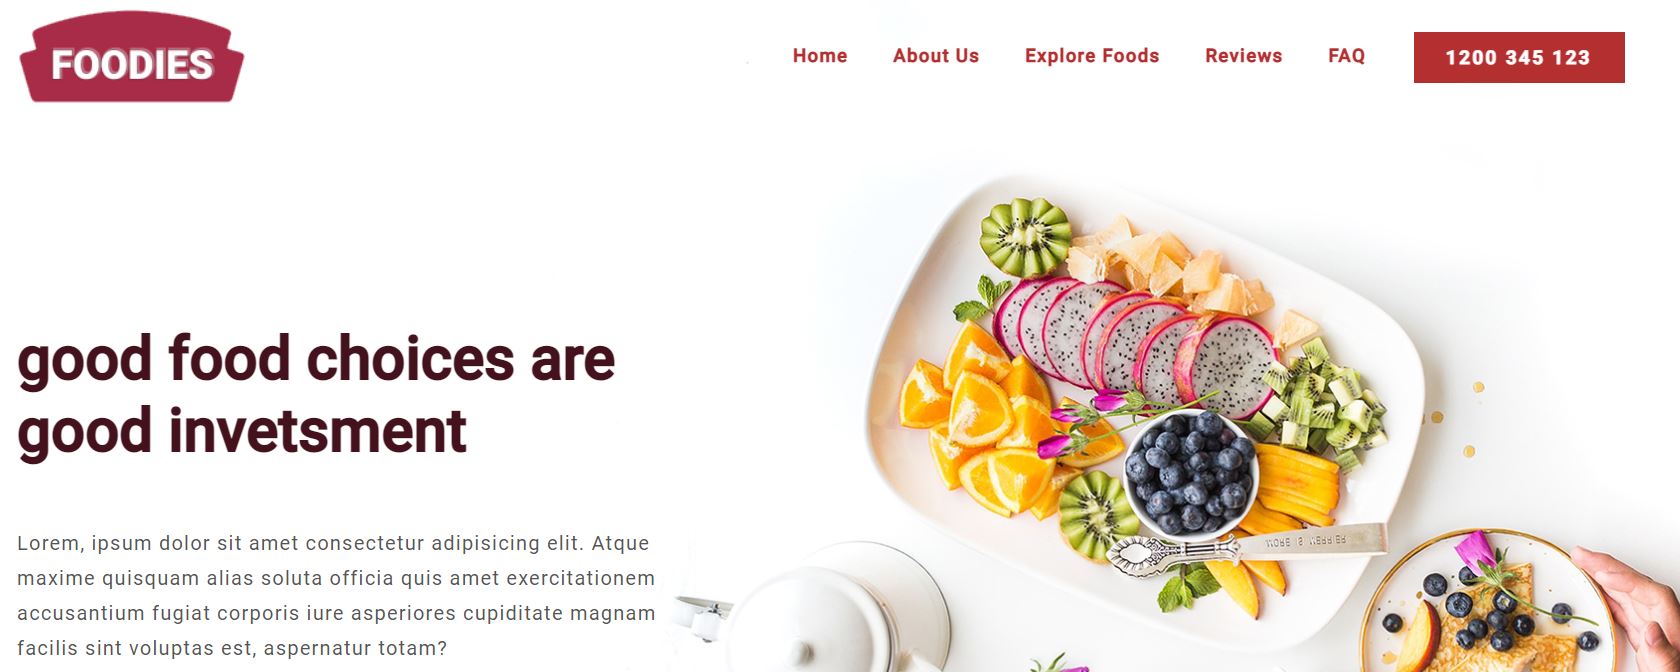 FOODIES
Home About Us Explore Foods Reviews FAQ 1200 345 123
good food choices are
good invetsment
Lorem, ipsum dolor sit amet consectetur adipisicing elit. Atque
maxime quisquam alias soluta officia quis amet exercitationem
accusantium fugiat corporis iure asperiores cupiditate magnam
facilis sint voluptas est, aspernatur totam?